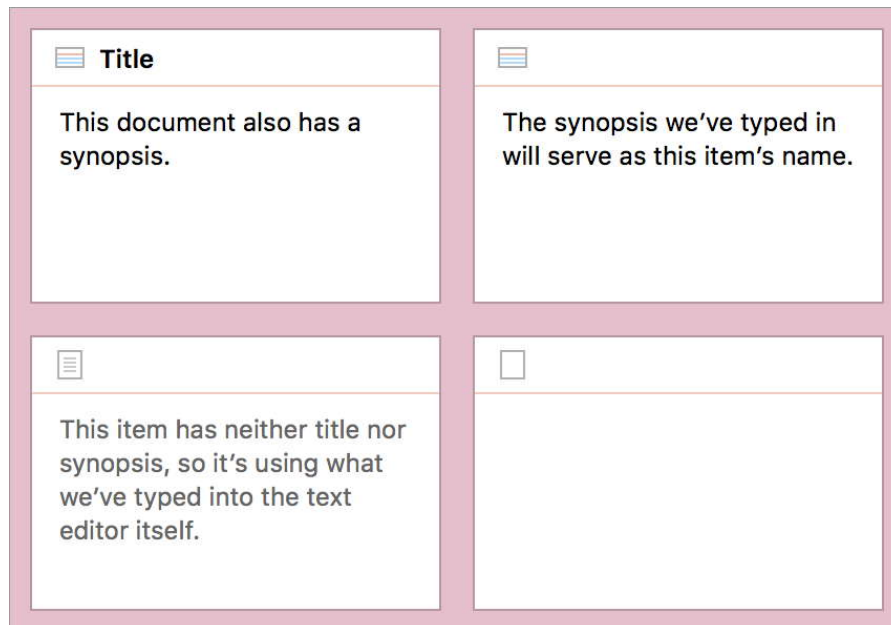 Title
This document also has a
synopsis.
The synopsis we’ve typed in
will serve as this item’s name.
This item has neither title nor
synopsis, so it’s using what
we’ve typed into the text
editor itself.